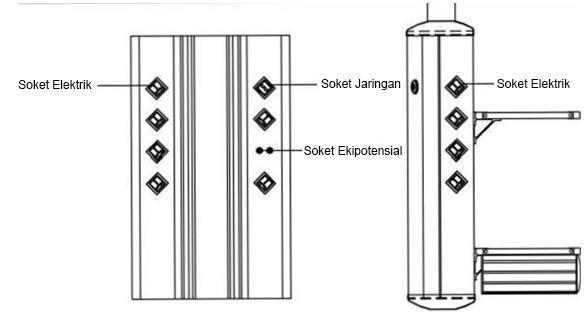 Soket Elektrik
Soket Jaringan
Soket Elektrik
Soket Ekipotensial